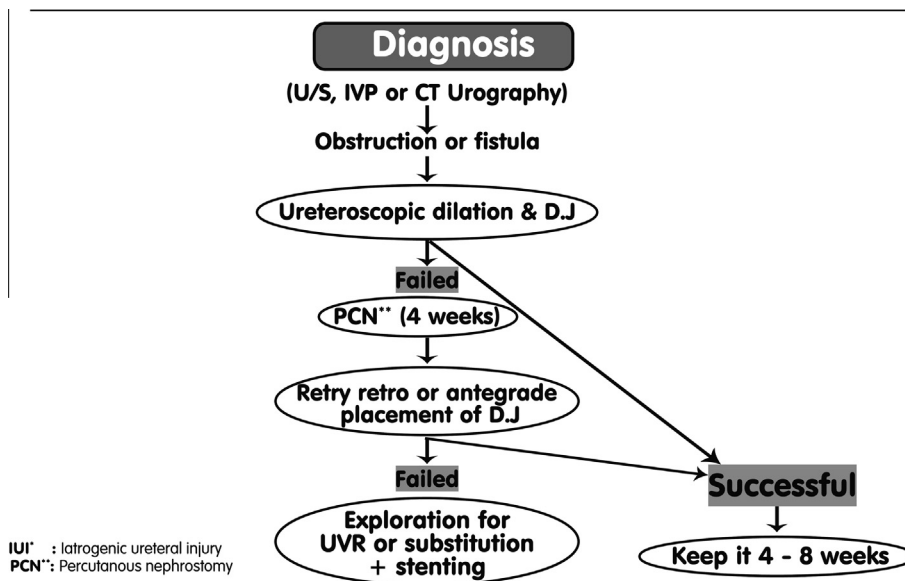 Diagnosis
(U/S, IVP or CT Urography)
Obstruction or fistula
Ureteroscopic dilation & D.J
Failed
PCN** (4 weeks)
Retry retro or antegrade
placement of D.J
Failed
Successful
Exploration for
UVR or substitution
+ stenting
Keep it 4 - 8 weeks
IUI* : Iatrogenic ureteral injury
PCN**: Percutanous nephrostomy